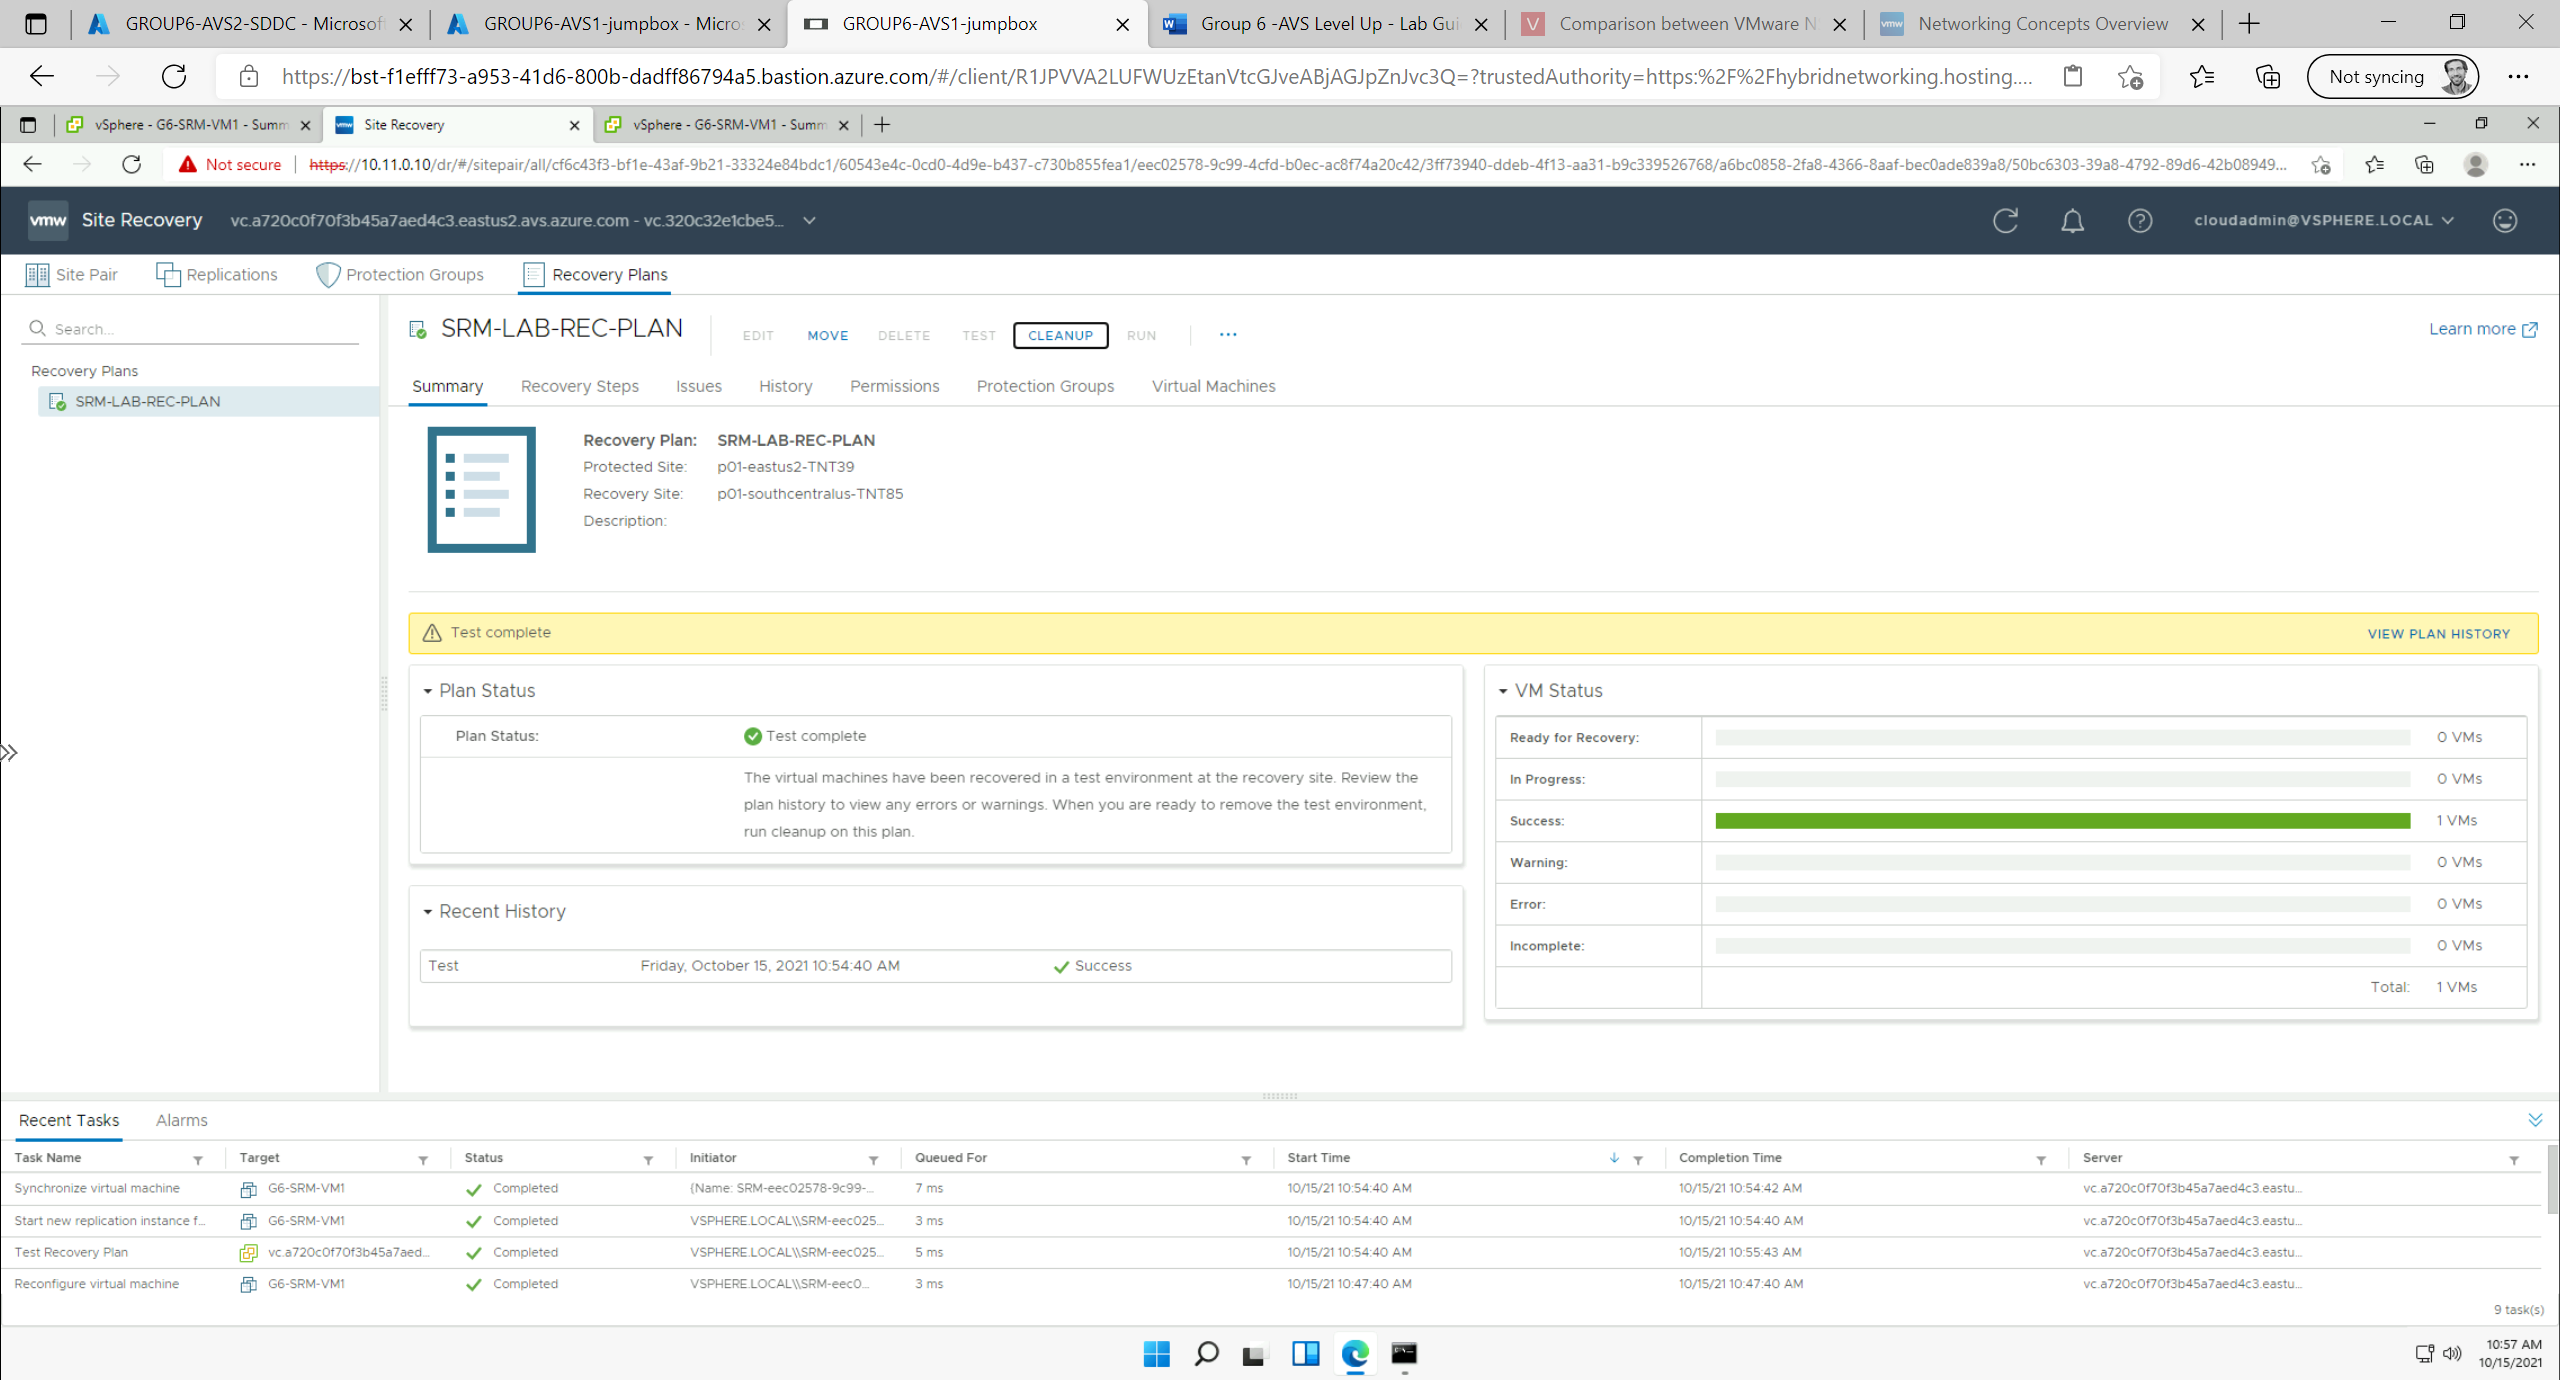 GROUP6-AVS2-SDDC - Microsof
GROUP6-AVS1-jumpbox - Micro
GROUP6-AVS1-jumpbox
Group 6 -AVS Level Up - Lab Gui
Comparison between VMware N
Networking Concepts Overview
https://bst-f1efff73-a953-41d6-800b-dadff86794a5.bastion.azure.com/#/client/R1JPVVA2LUFWUzEtanVtcGJveABjAGJpZnJvc3Q=?trustedAuthority=https:%2F%2Fhybridnetworking.hosting....
Not syncing
vSphere - G6-SRM-VM1 - Summ
Site Recovery
vSphere - G6-SRM-VM1 - Summ
Not secure
https://10.11.0.10/dr/#/sitepair/all/cf6c43f3-bf1e-43af-9b21-33324e84bdc1/60543e4c-0cd0-4d9e-b437-c730b855fea1/eec02578-9c99-4cfd-b0ec-ac8f74a20c42/3ff73940-ddeb-4f13-aa31-b9c339526768/a6bc0858-2fa8-4366-8aaf-bec0ade839a8/50bc6303-39a8-4792-89d6-42b08949...
vmw Site Recovery vc.a720c0f70f3b45a7aed4c3.eastus2.avs.azure.com - vc.320c32e1cbe5...
cloudadmin@VSPHERE.LOCAL
Site Pair Replications Protection Groups Recovery Plans
Search...
Recovery Plans
SRM-LAB-REC-PLAN
SRM-LAB-REC-PLAN EDIT MOVE DELETE TEST CLEANUP RUN ...
Learn more
Summary Recovery Steps Issues History Permissions Protection Groups Virtual Machines
Recovery Plan: SRM-LAB-REC-PLAN
Protected Site: p01-eastus2-TNT39
Recovery Site: p01-southcentralus-TNT85
Description:
Test complete
VIEW PLAN HISTORY
Plan Status
Plan Status: Test complete
The virtual machines have been recovered in a test environment at the recovery site. Review the
plan history to view any errors or warnings. When you are ready to remove the test environment,
run cleanup on this plan.
Recent History
Test Friday, October 15, 2021 10:54:40 AM Success
VM Status
Ready for Recovery: 0 VMs
In Progress: 0 VMs
Success: 1 VMs
Warning: 0 VMs
Error: 0 VMs
Incomplete: 0 VMs
Total: 1 VMs
Recent Tasks Alarms
Task Name Target Status Initiator Queued For Start Time Completion Time Server
Synchronize virtual machine G6-SRM-VM1 Completed {Name: SRM-eec02578-9c99-... 7 ms 10/15/21 10:54:40 AM 10/15/21 10:54:42 AM vc.a720c0f70f3b45a7aed4c3.eastu...
Start new replication instance f... G6-SRM-VM1 Completed VSPHERE.LOCAL\\SRM-eec025... 3 ms 10/15/21 10:54:40 AM 10/15/21 10:54:40 AM vc.a720c0f70f3b45a7aed4c3.eastu...
Test Recovery Plan vc.a720c0f70f3b45a7aed... Completed VSPHERE.LOCAL\\SRM-eec025... 5 ms 10/15/21 10:54:40 AM 10/15/21 10:55:43 AM vc.a720c0f70f3b45a7aed4c3.eastu...
Reconfigure virtual machine G6-SRM-VM1 Completed VSPHERE.LOCAL\\SRM-eec0... 3 ms 10/15/21 10:47:40 AM 10/15/21 10:47:40 AM vc.a720c0f70f3b45a7aed4c3.eastu...
9 task(s)
10:57 AM
10/15/2021